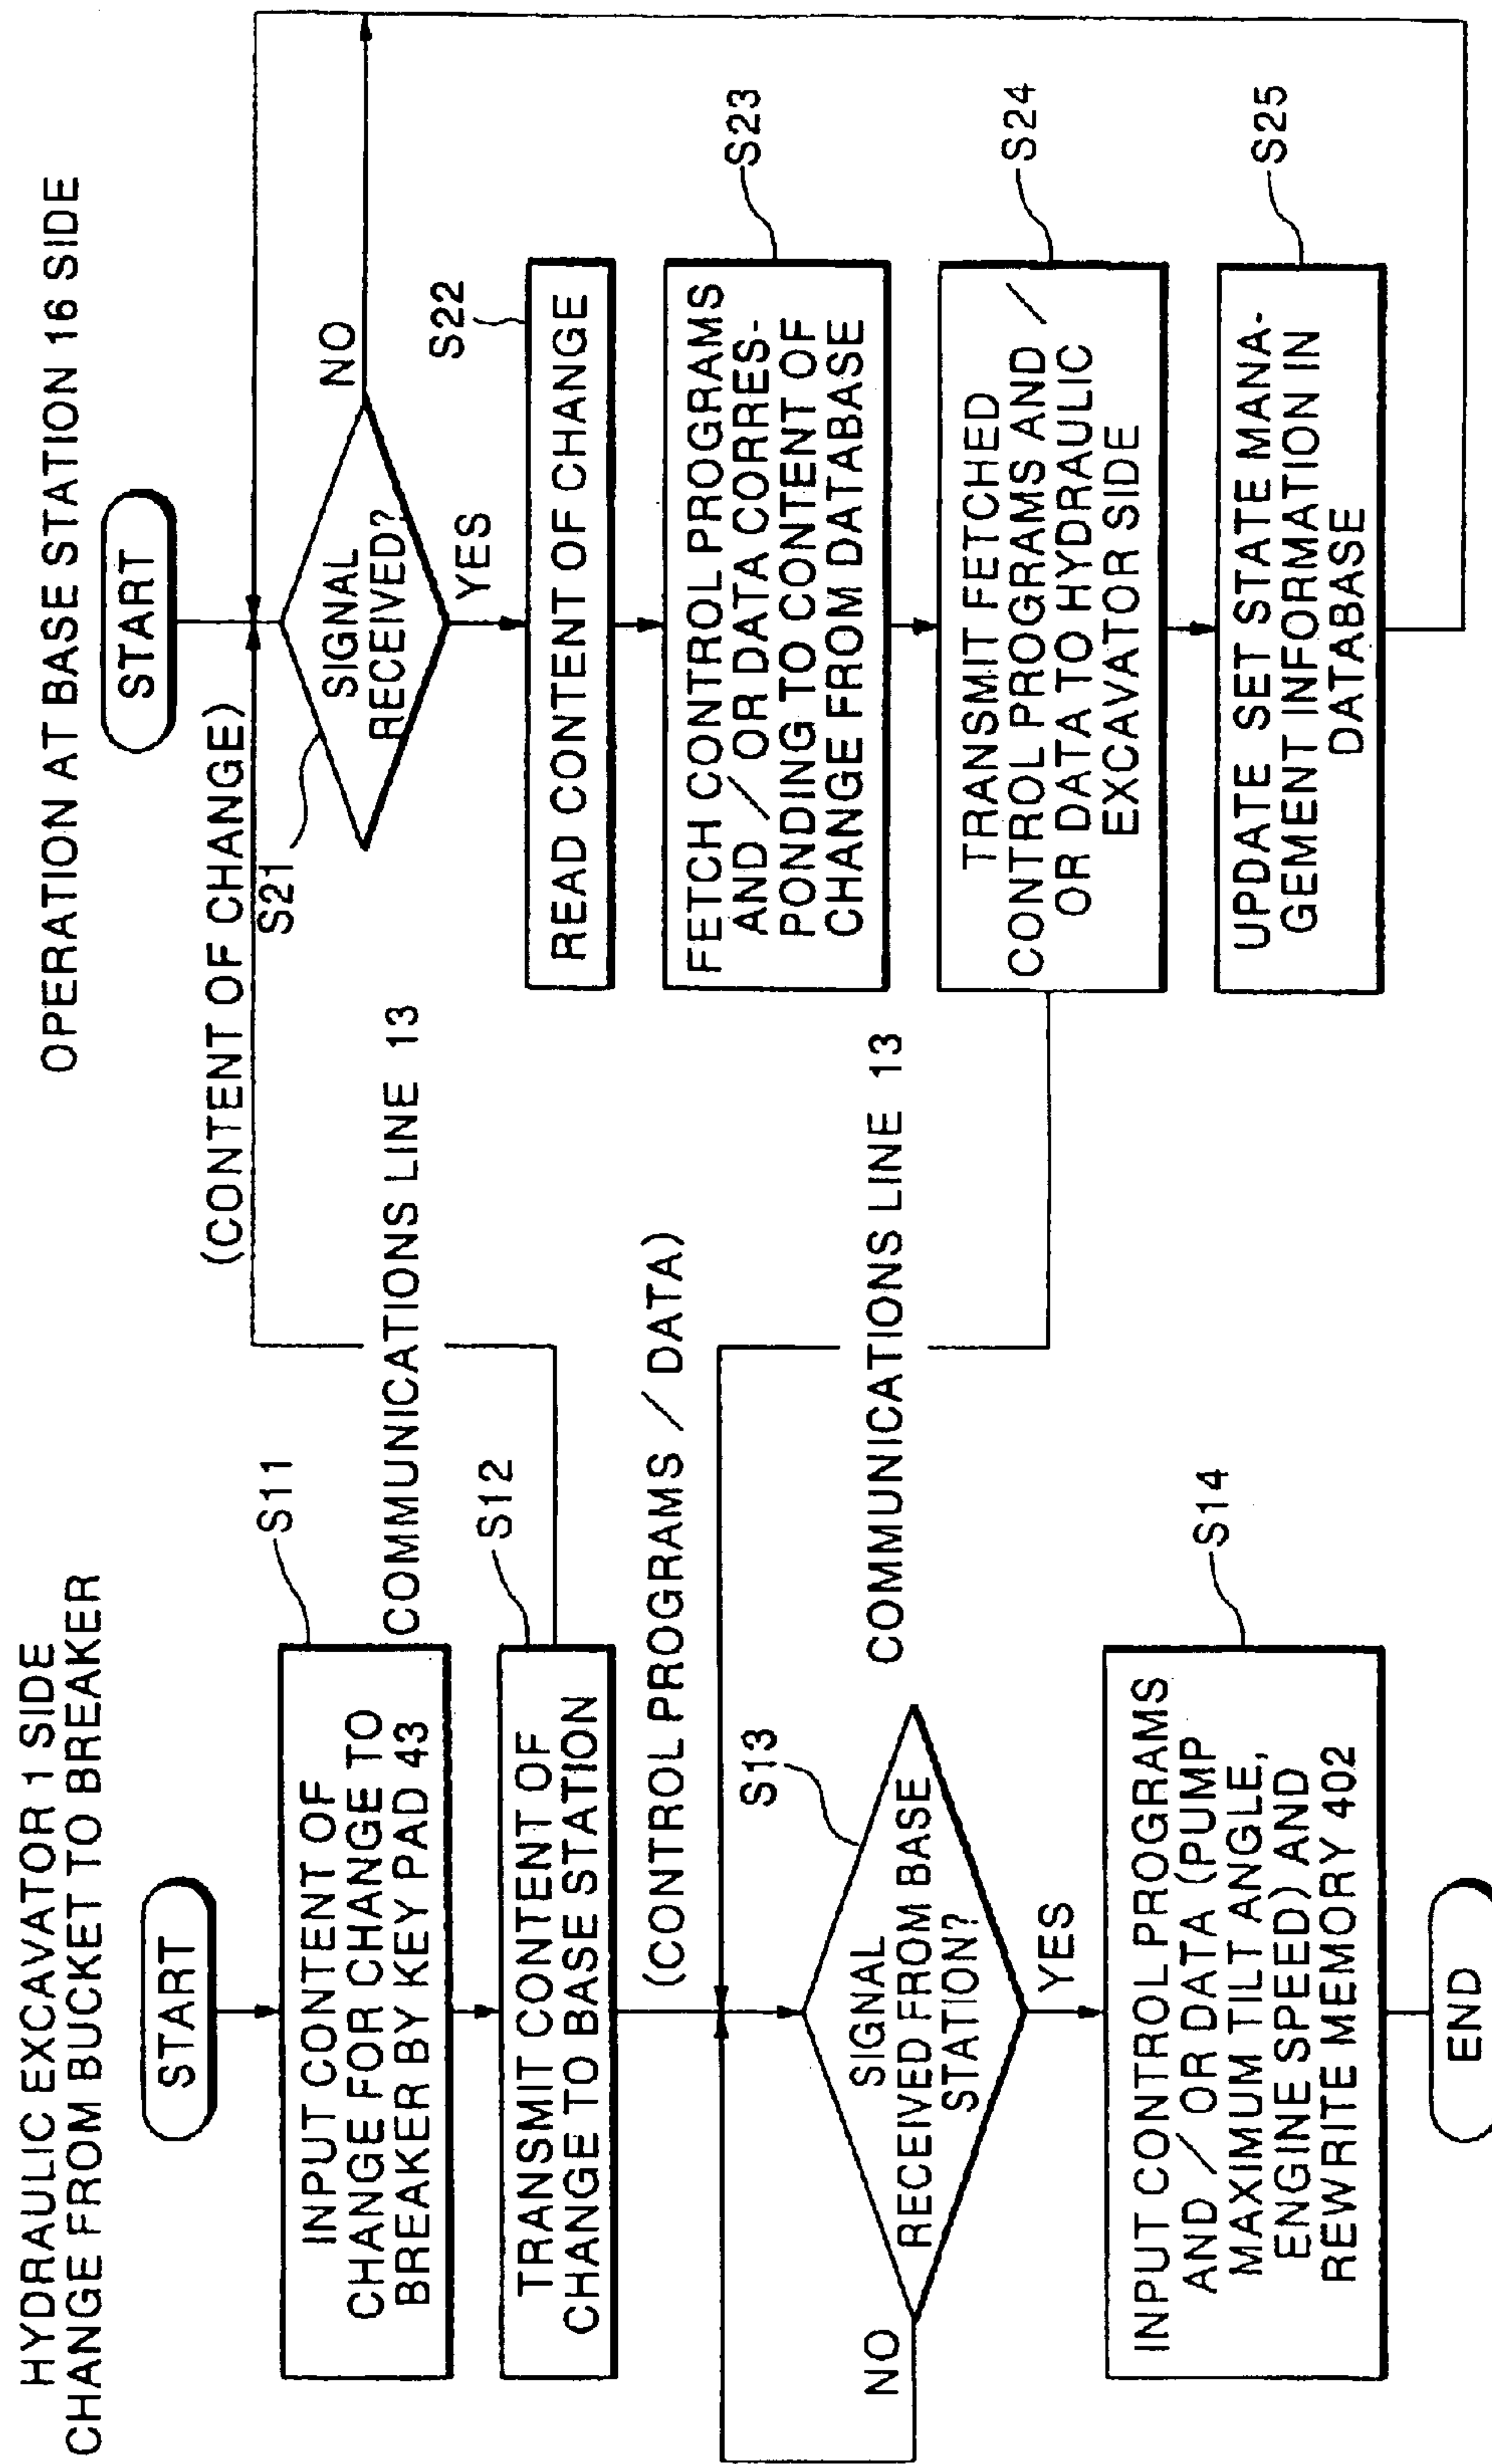 HYDRAULIC EXCAVATOR 1 SIDE
CHANGE FROM BUCKET TO BREAKER
START
INPUT CONTENT OF
CHANGE FOR CHANGE TO
BREAKER BY KEY PAD 43
S11
COMMUNICATIONS LINE 13
TRANSMIT CONTENT OF
CHANGE TO BASE STATION
S12
(CONTROL PROGRAMS / DATA)
SIGNAL
RECEIVED FROM BASE
STATION?
S13
NO
YES
COMMUNICATIONS LINE 13
INPUT CONTROL PROGRAMS
AND / OR DATA (PUMP
MAXIMUM TILT ANGLE,
ENGINE SPEED) AND
REWRITE MEMORY 402
S14
END
OPERATION AT BASE STATION 16 SIDE
START
(CONTENT OF CHANGE)
S21
SIGNAL
RECEIVED?
NO
YES
S22
READ CONTENT OF CHANGE
FETCH CONTROL PROGRAMS
AND / OR DATA CORRES-
PONDING TO CONTENT OF
CHANGE FROM DATABASE
S23
TRANSMIT FETCHED
CONTROL PROGRAMS AND /
OR DATA TO HYDRAULIC
EXCAVATOR SIDE
S24
UPDATE SET STATE MANA-
GEMENT INFORMATION IN
DATABASE
S25